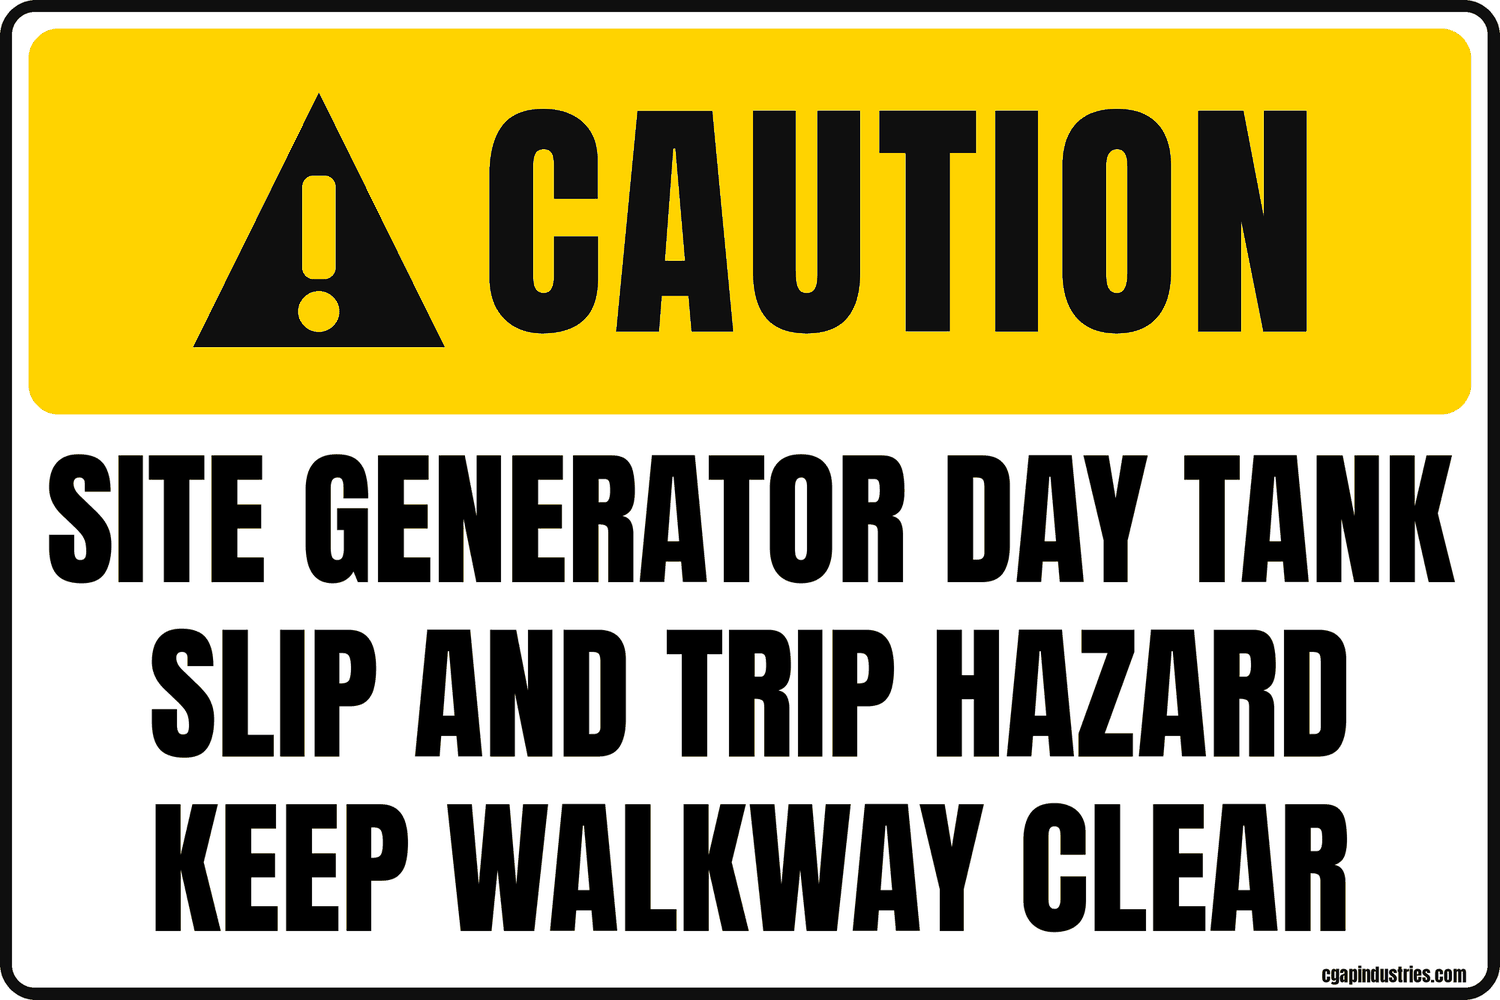 CAUTION
SITE GENERATOR DAY TANK
SLIP AND TRIP HAZARD
KEEP WALKWAY CLEAR
cgapindustries.com